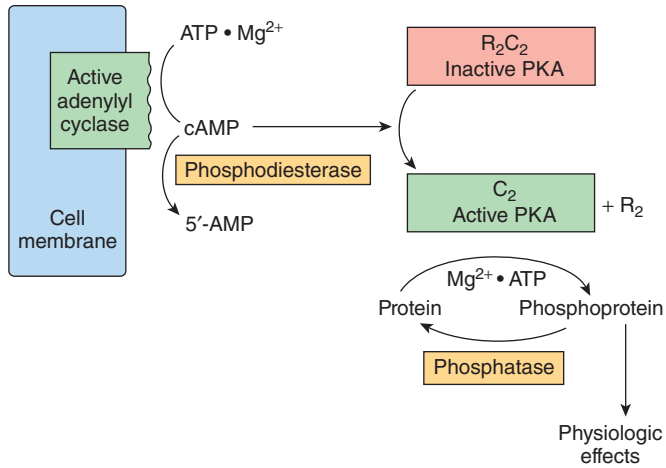 ATP • Mg²⁺
Active
adenylyl
cyclase
cAMP
Phosphodiesterase
5′-AMP
Cell
membrane
R₂C₂
Inactive PKA
C₂
Active PKA
+ R₂
Mg²⁺ • ATP
Protein
Phosphoprotein
Phosphatase
Physiologic
effects